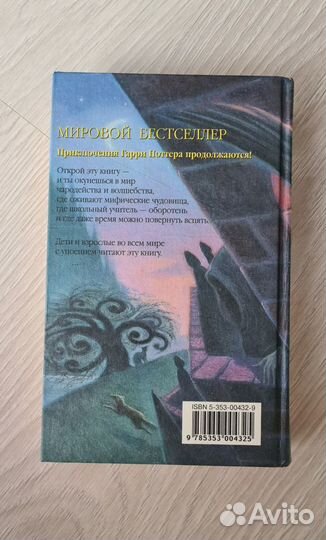 МИРОВОЙ БЕСТСЕЛЛЕР
Приключения Гарри Поттера продолжаются!
Открой эту книгу —
и ты окунешься в мир
чародейства и волшебства,
где оживают мифические чудовища,
где школьный учитель — оборотень
и где даже время можно повернуть вспять.
Дети и взрослые во всем мире
с упоением читают эту книгу.
ISBN 5-353-00432-9
9 785353 004325
Avito